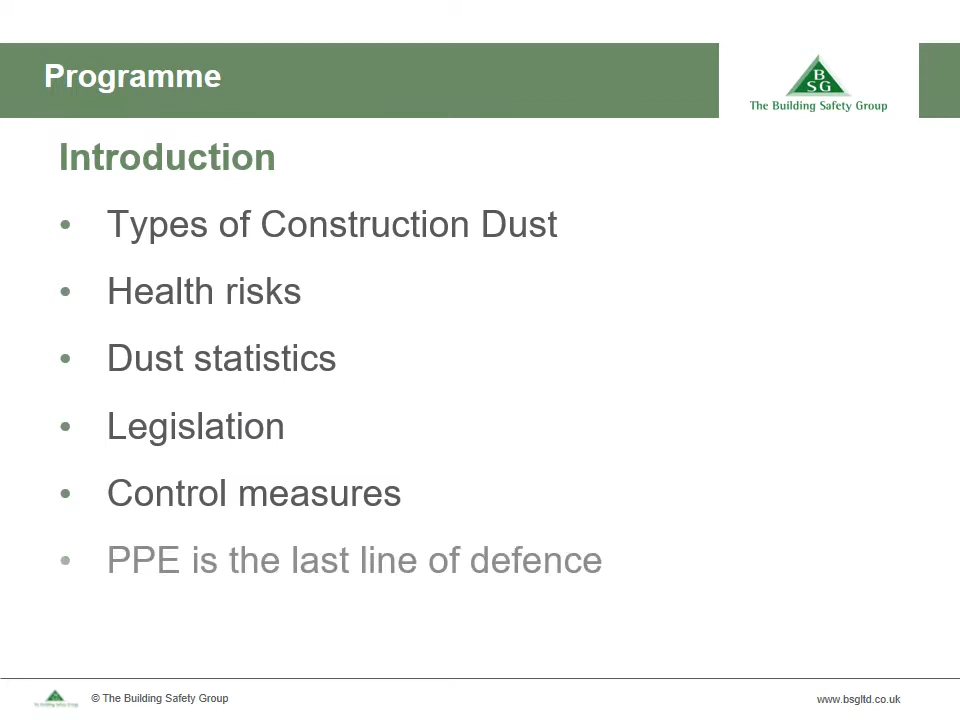 Programme
B
SG
The Building Safety Group
Introduction
• Types of Construction Dust
• Health risks
• Dust statistics
• Legislation
• Control measures
• PPE is the last line of defence
© The Building Safety Group
www.bsgltd.co.uk